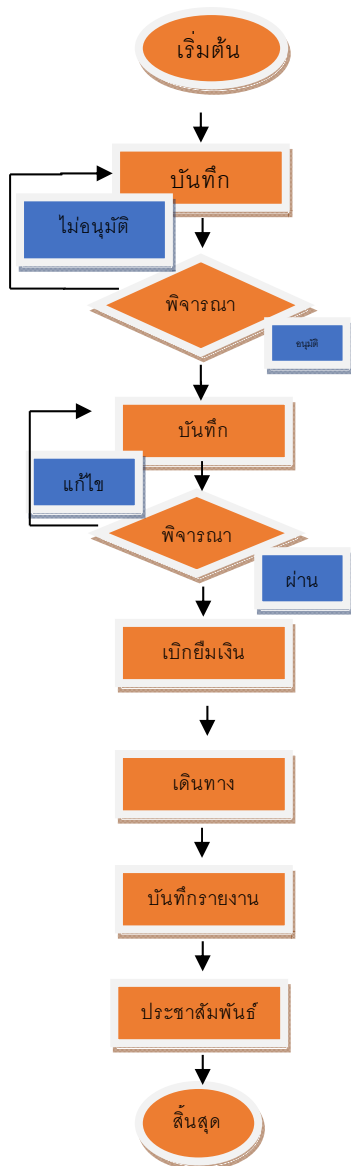 เริ่มต้น
บันทึก
ไม่อนุมัติ
พิจารณา
อนุมัติ
บันทึก
แก้ไข
พิจารณา
ผ่าน
เบิกยืมเงิน
เดินทาง
บันทึกรายงาน
ประชาสัมพันธ์
สิ้นสุด